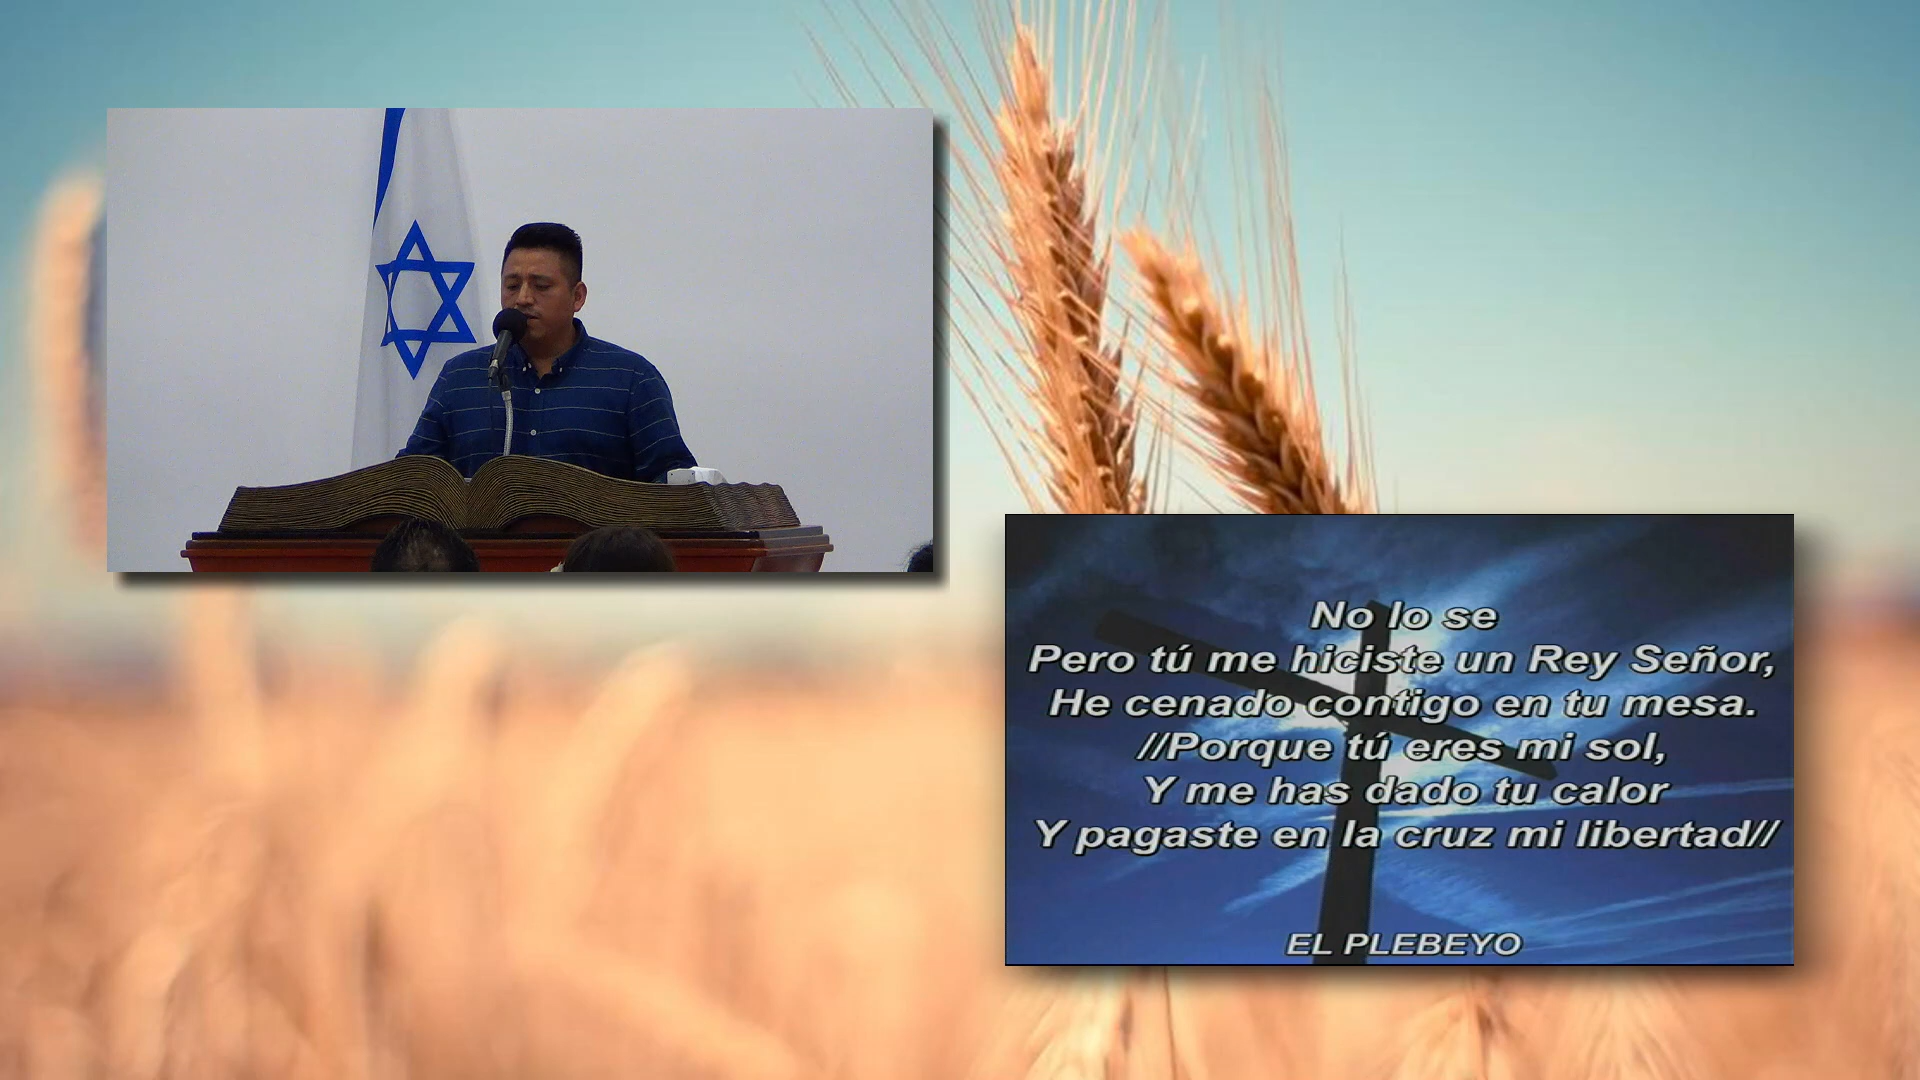 No lo se
Pero tú me hiciste un Rey Señor,
He cenado contigo en tu mesa.
//Porque tú eres mi sol,
Y me has dado tu calor
Y pagaste en la cruz mi libertad//
EL PLEBEYO